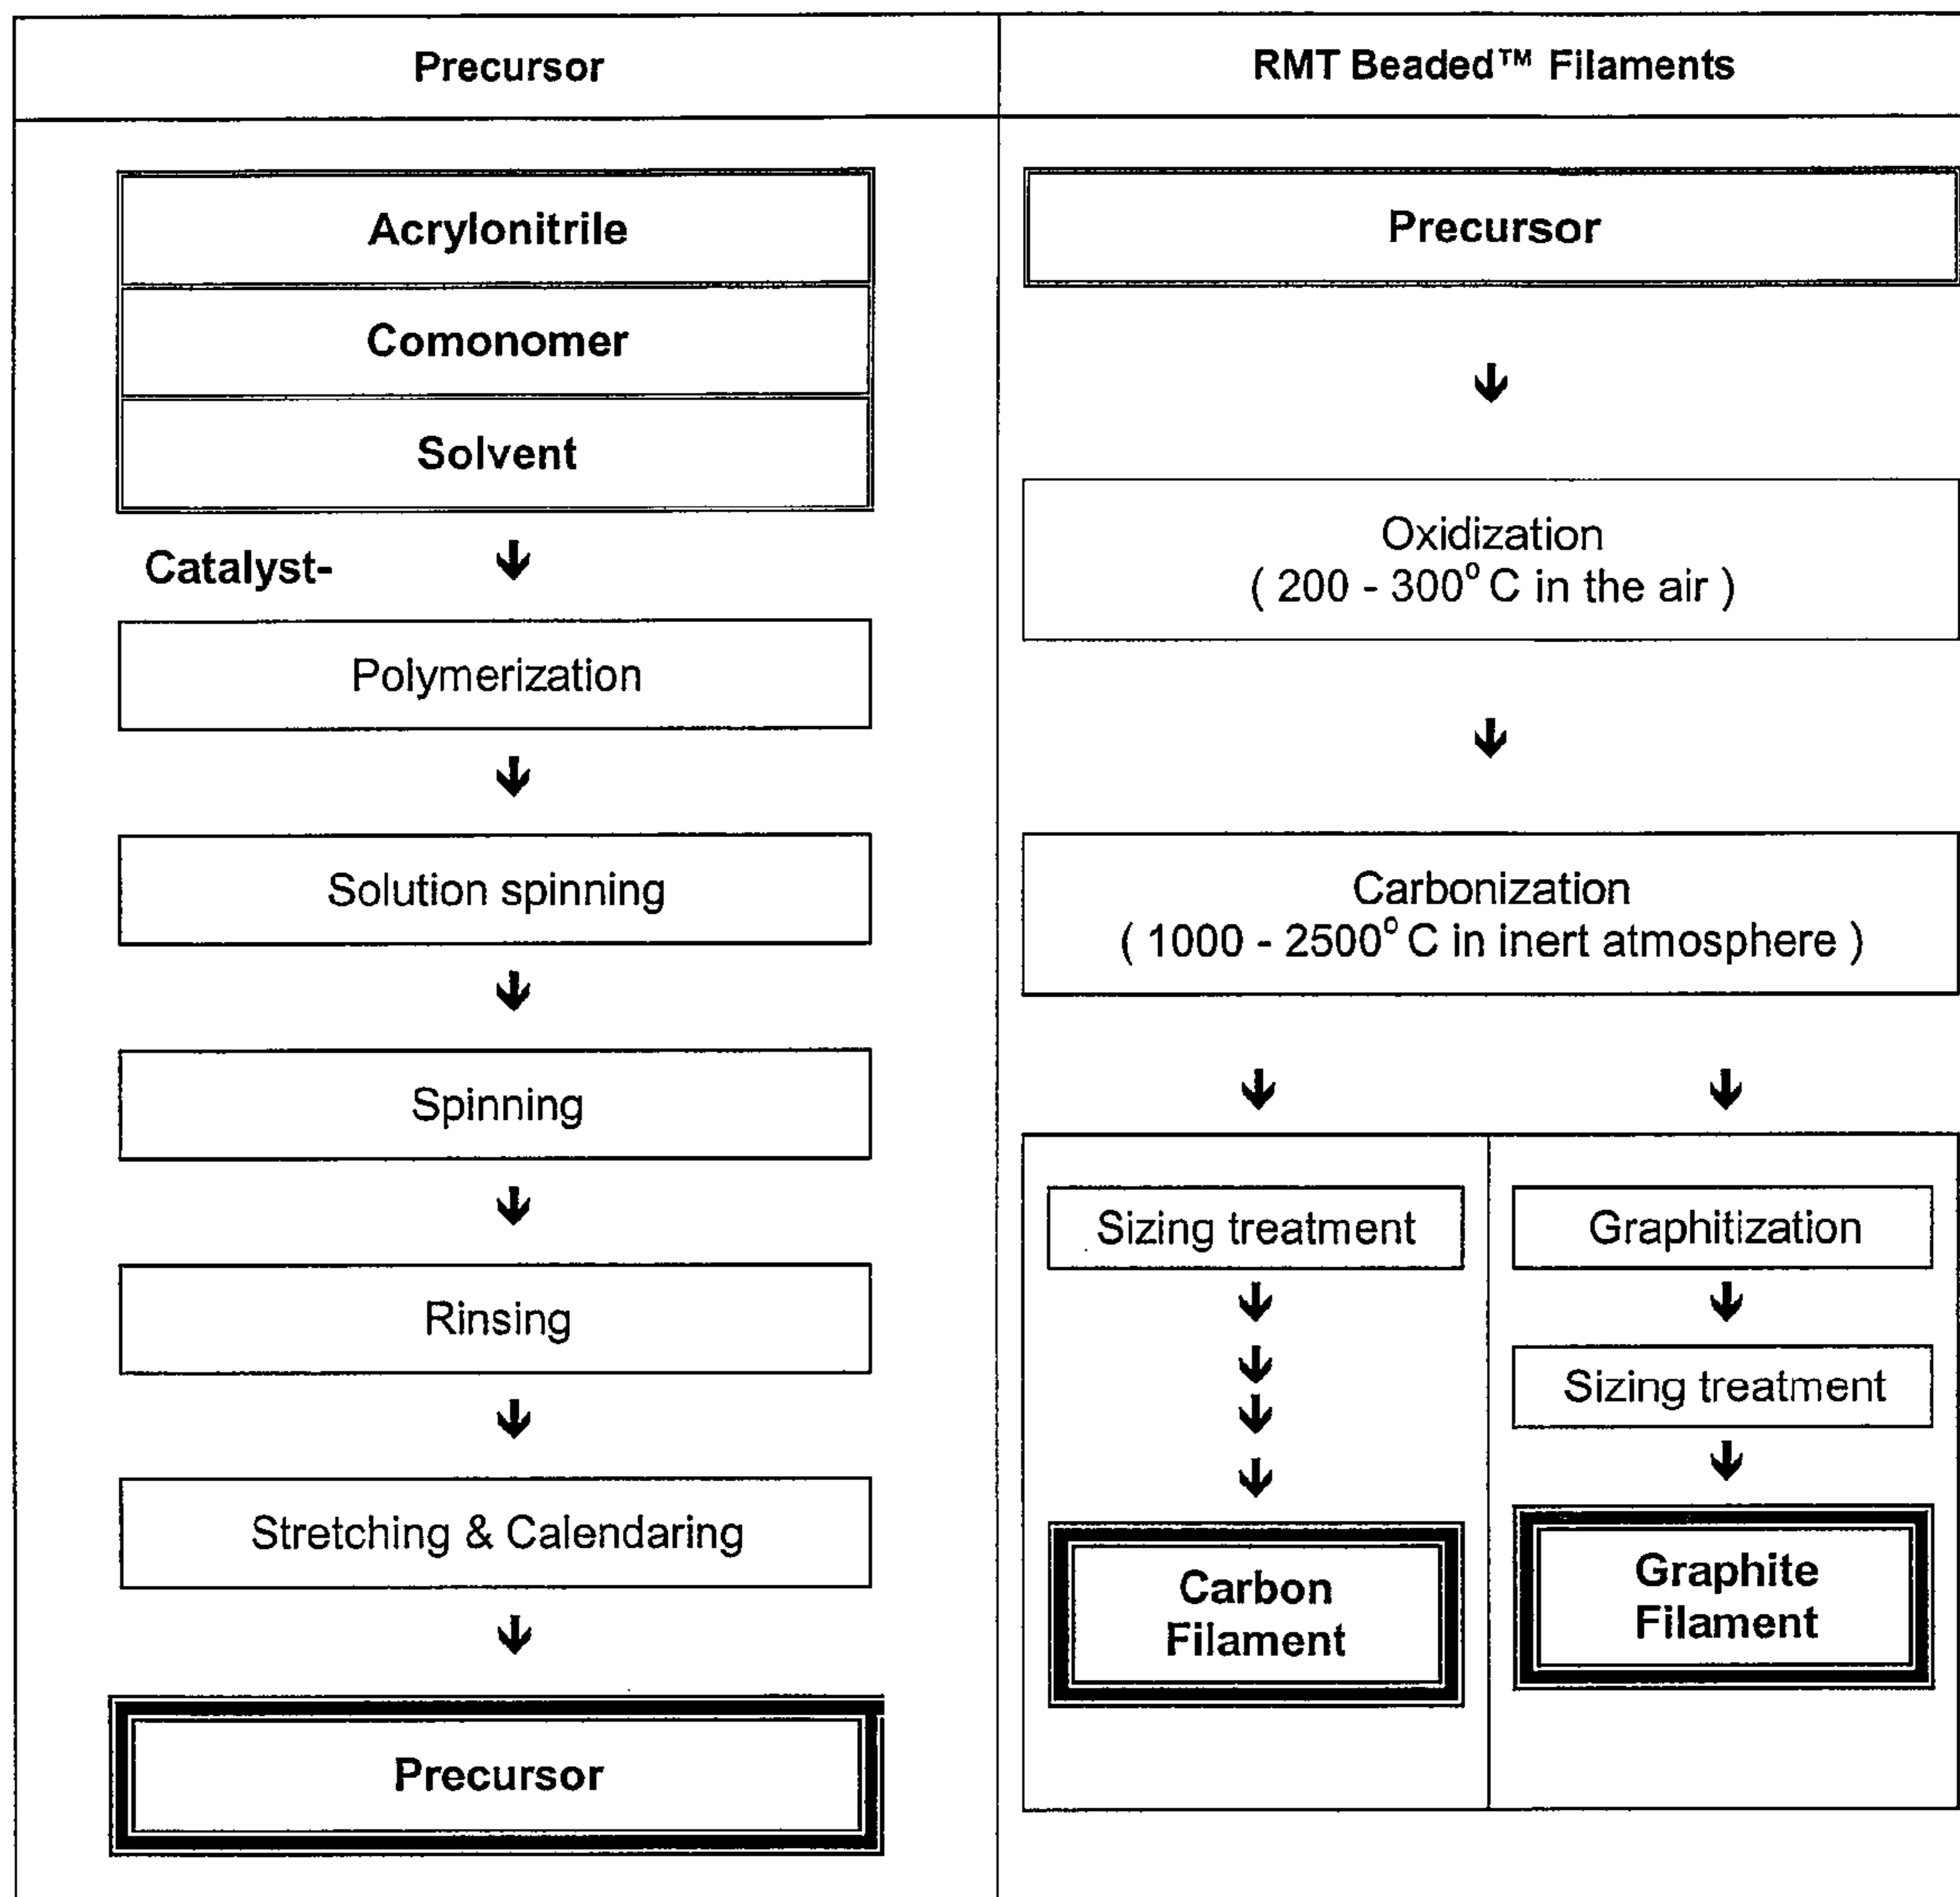 Precursor
Acrylonitrile
Comonomer
Solvent
Catalyst-
Polymerization
Solution spinning
Spinning
Rinsing
Stretching & Calendaring
Precursor
RMT Beaded™ Filaments
Precursor
Oxidization
( 200 - 300° C in the air )
Carbonization
( 1000 - 2500° C in inert atmosphere )
Sizing treatment
Carbon
Filament
Graphitization
Sizing treatment
Graphite
Filament